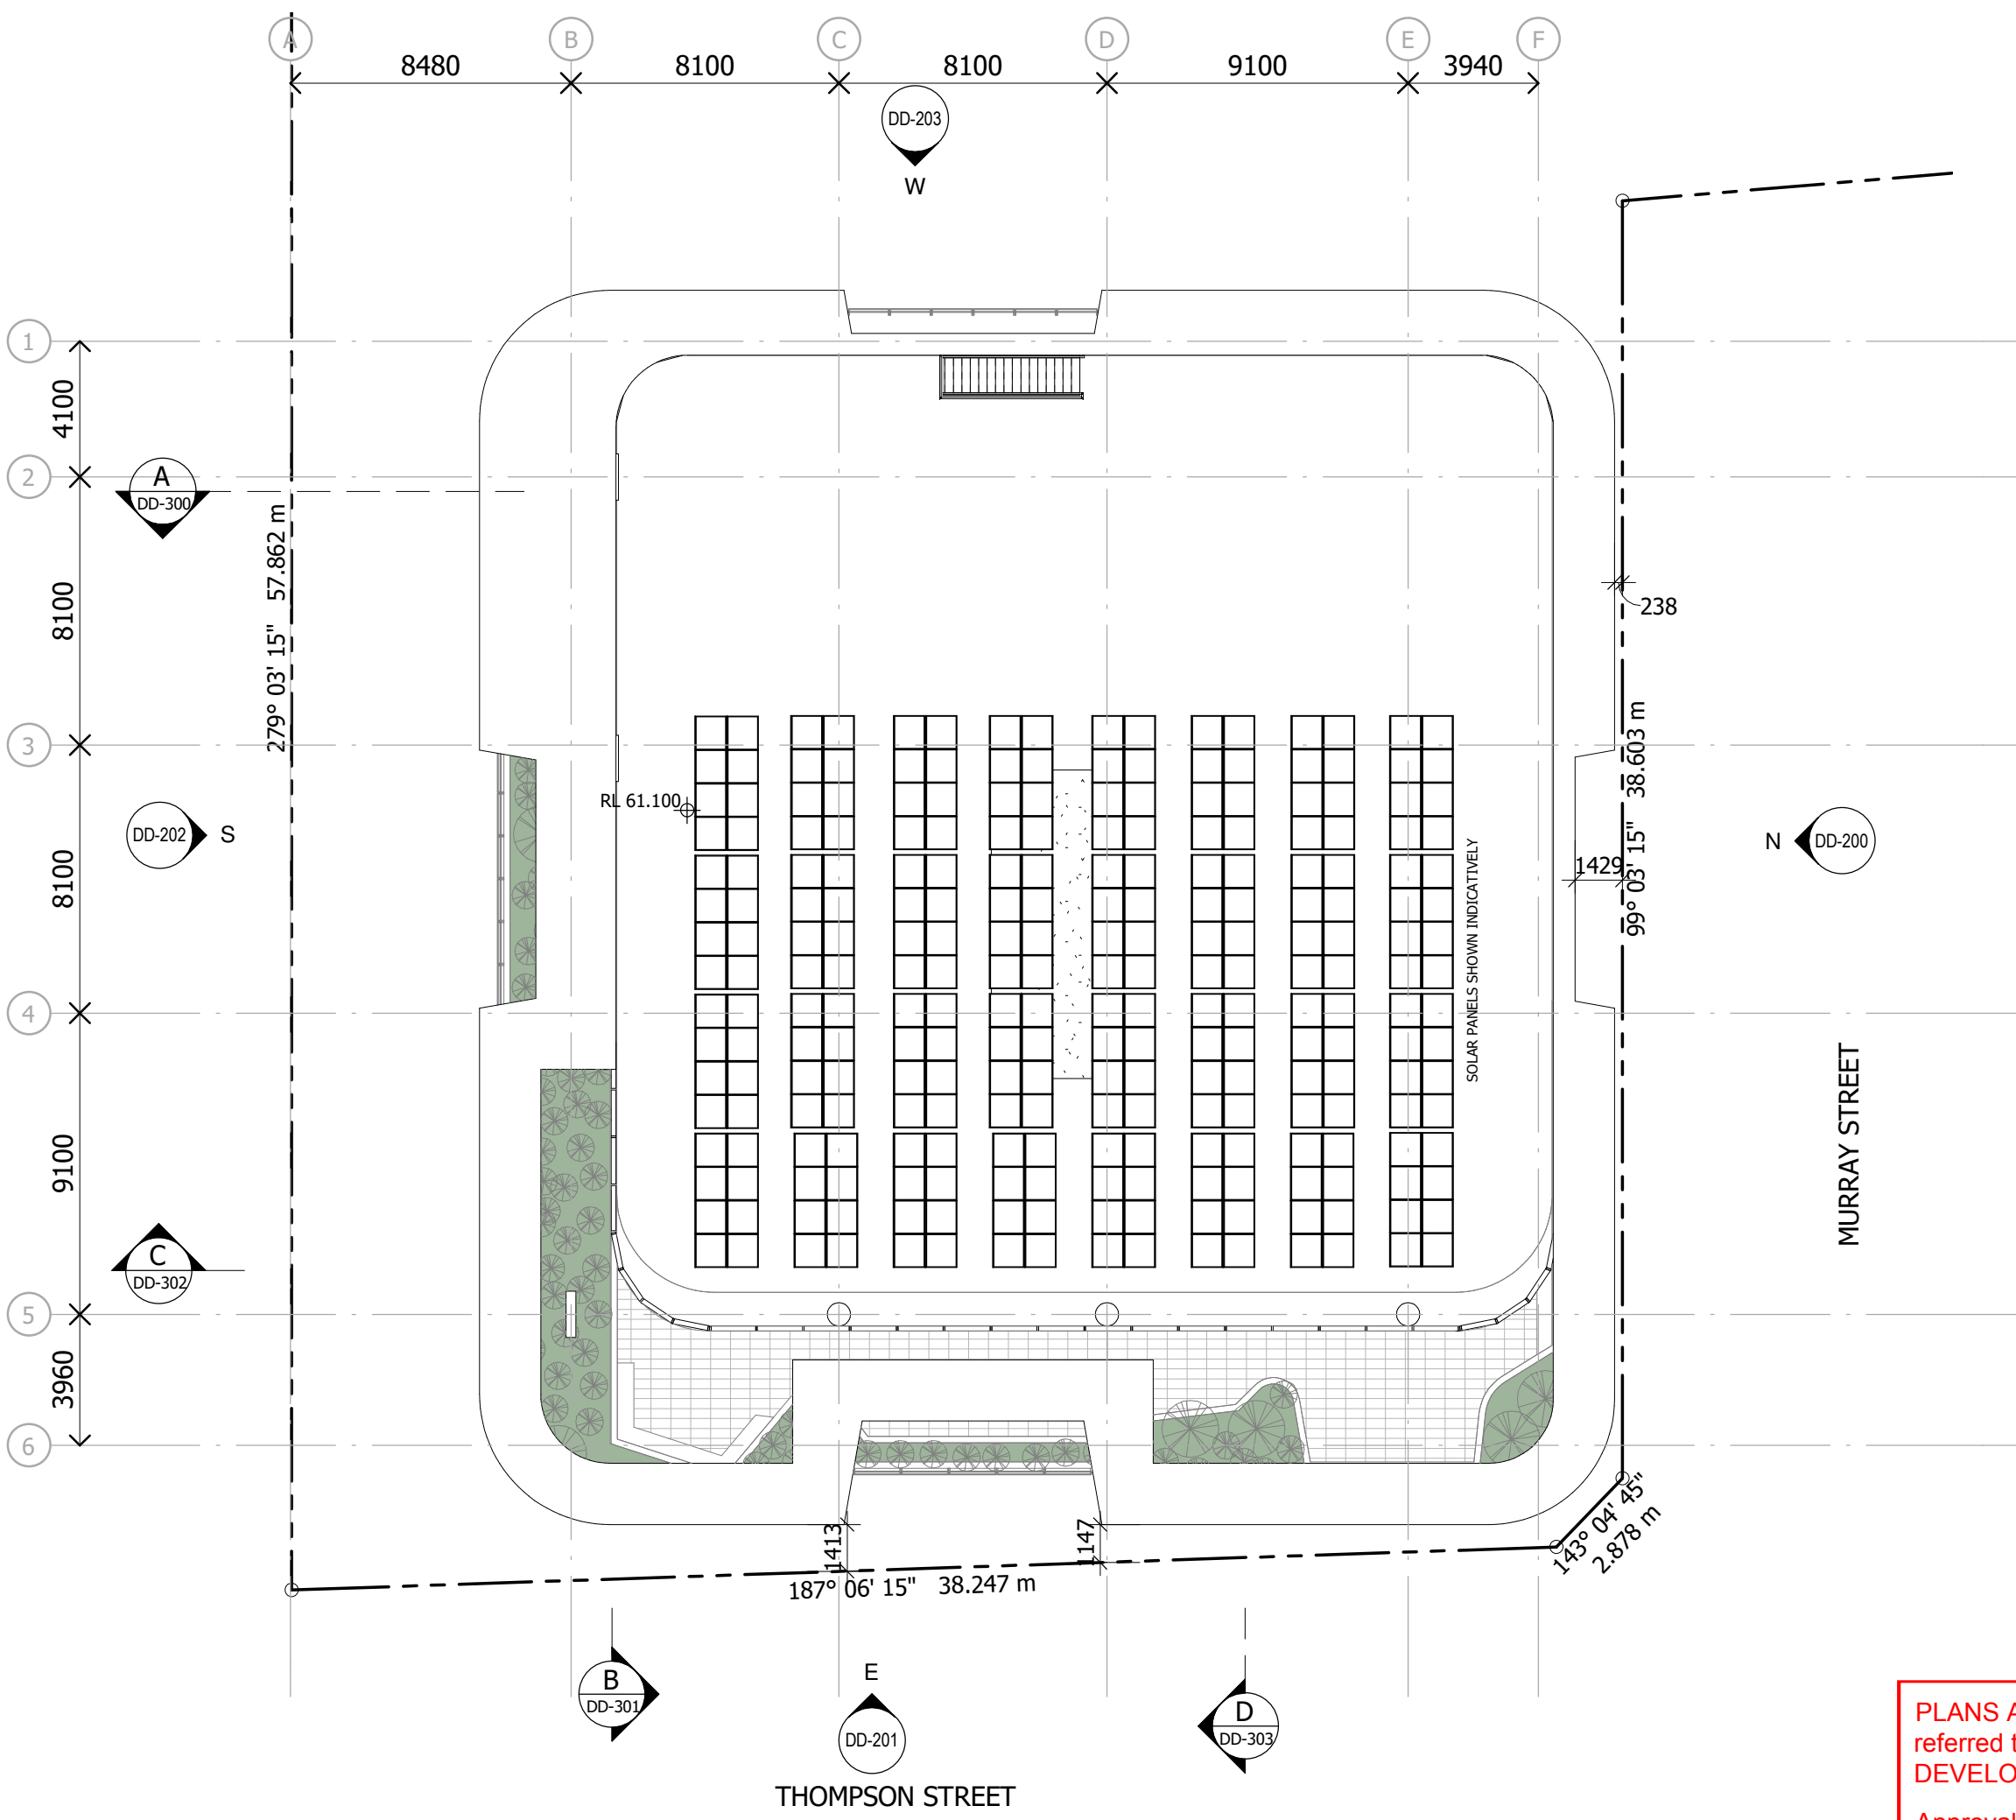 A
B
C
D
E
F
8480
8100
8100
9100
3940
DD-203
W
1
4100
2
A
DD-300
8100
279° 03' 15" 57.862 m
238
3
99° 03' 15" 38.603 m
RL 61.100
DD-202
S
N
DD-200
8100
1429
SOLAR PANELS SHOWN INDICATIVELY
4
MURRAY STREET
9100
C
DD-302
5
3960
6
1413
1147
143° 04' 45"
2.878 m
187° 06' 15" 38.247 m
B
DD-301
E
DD-201
D
DD-303
THOMPSON STREET
PLANS A
referred t
DEVELO
Approval